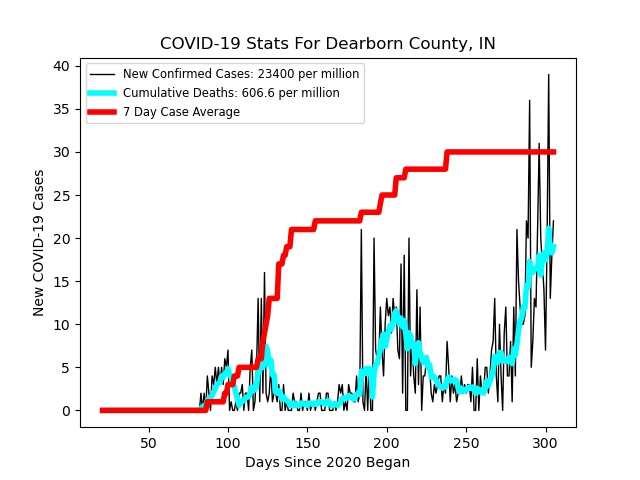 COVID-19 Stats For Dearborn County, IN
New Confirmed Cases: 23400 per million
Cumulative Deaths: 606.6 per million
7 Day Case Average
New COVID-19 Cases
40
35
30
25
20
15
10
5
0
50 100 150 200 250 300
Days Since 2020 Began